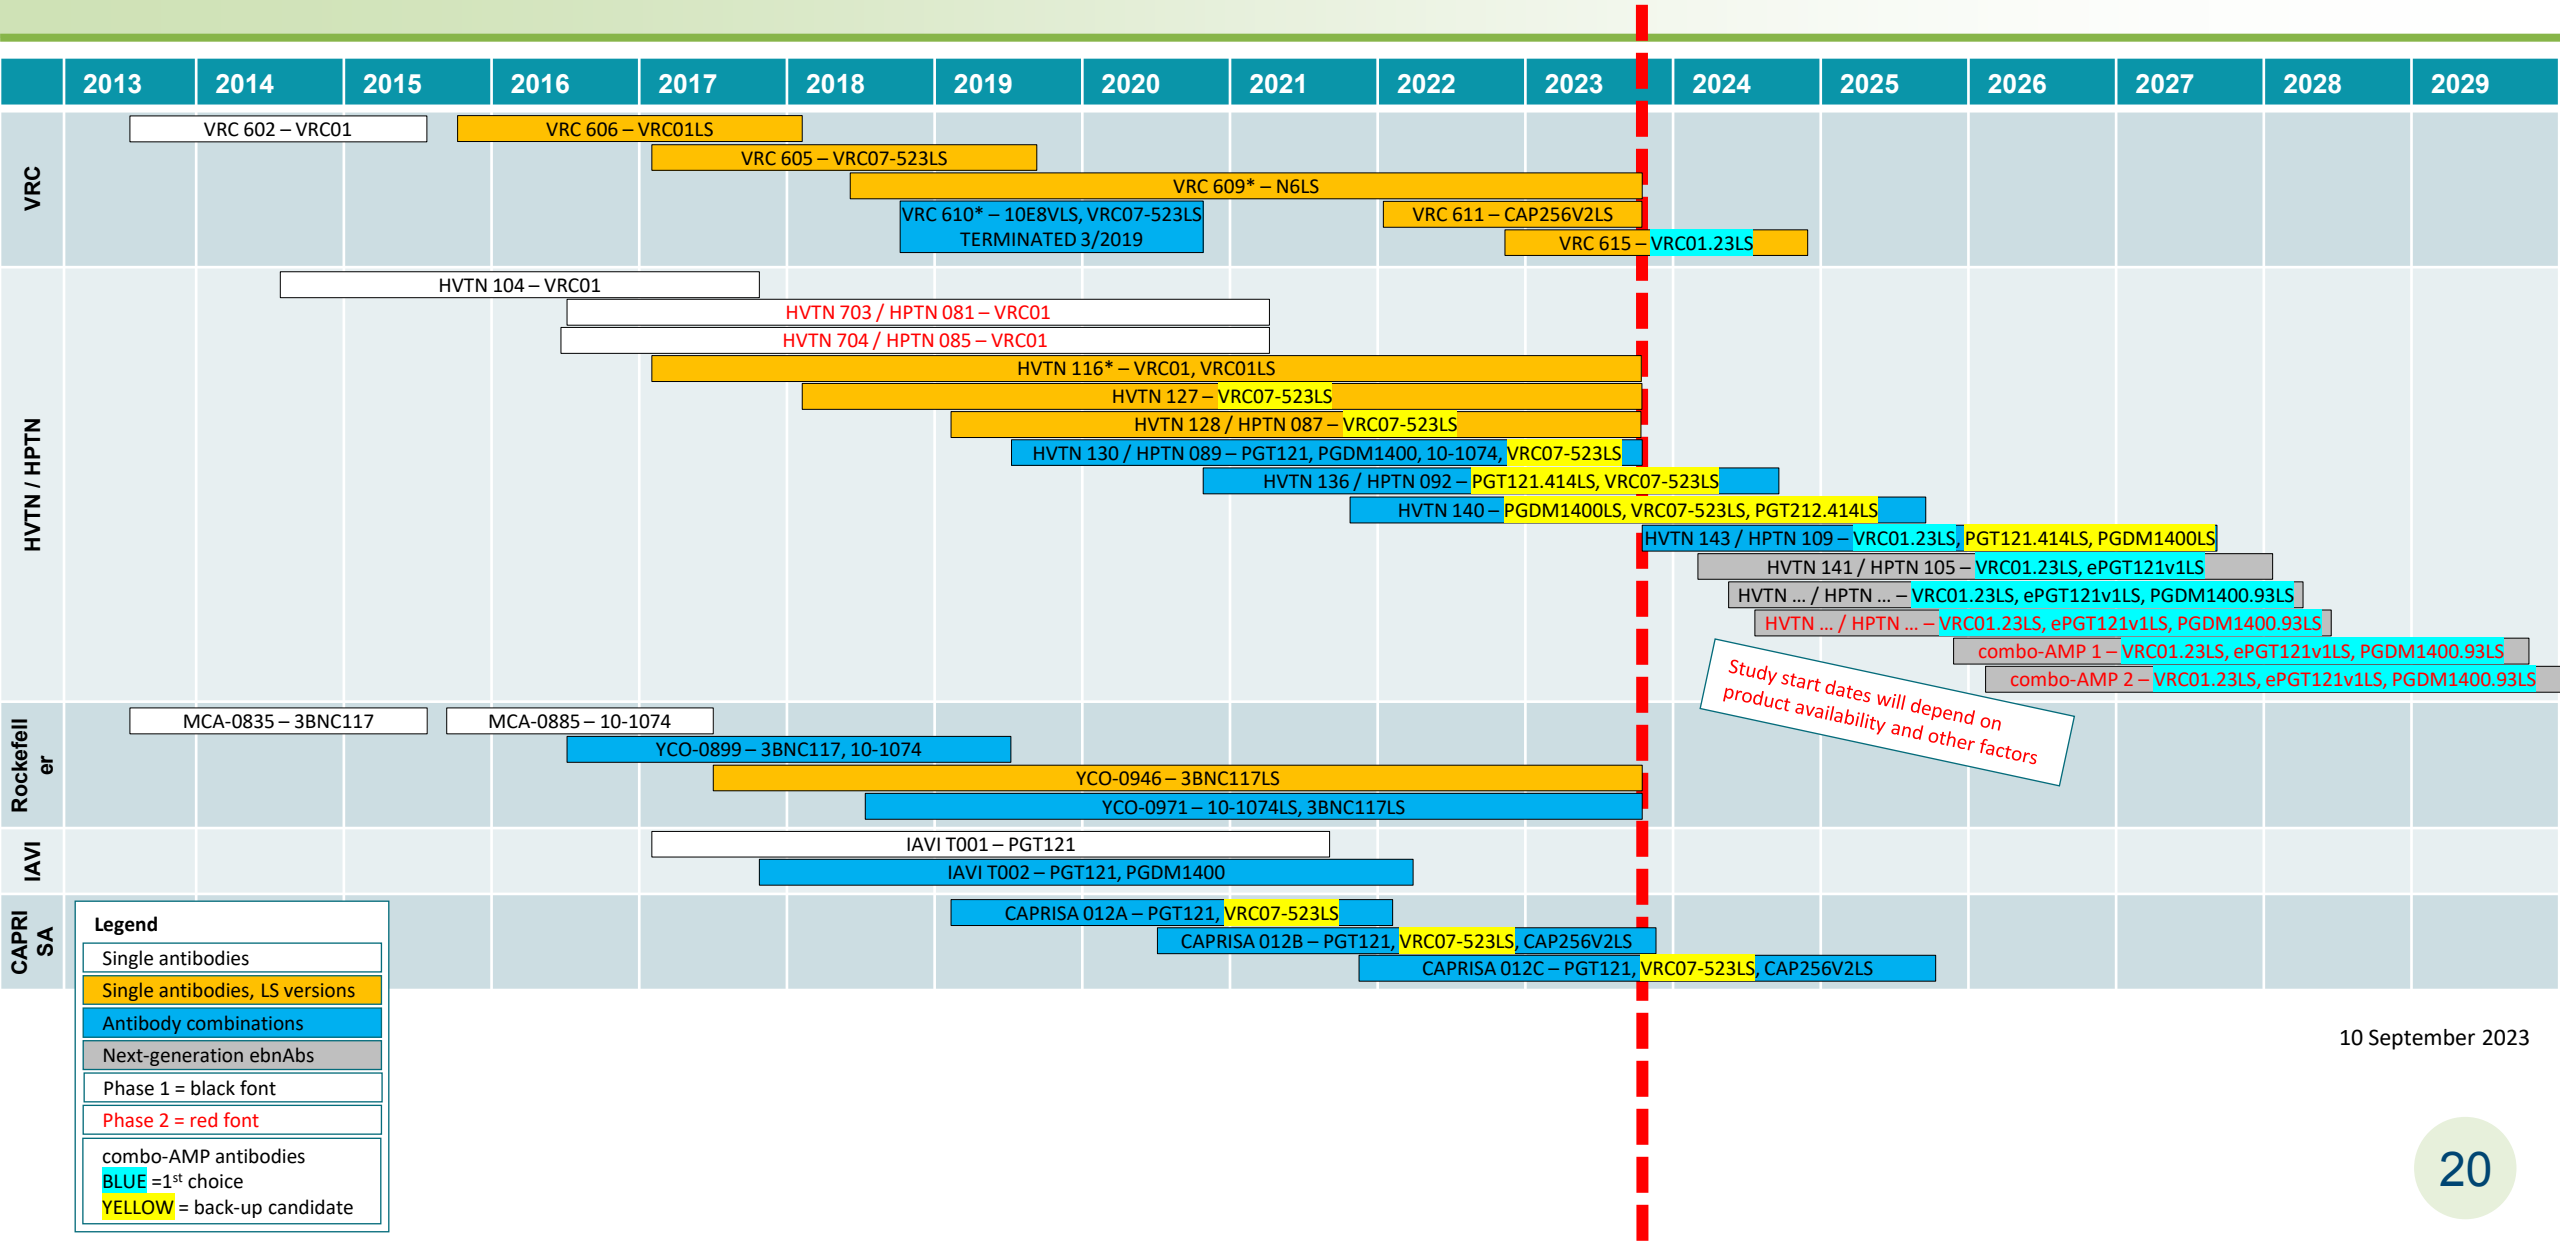 2013 2014 2015 2016 2017 2018 2019 2020 2021 2022 2023 2024 2025 2026 2027 2028 2029
VRC
VRC 602 – VRC01
VRC 606 – VRC01LS
VRC 605 – VRC07-523LS
VRC 609* – N6LS
VRC 610* – 10E8VLS, VRC07-523LS
TERMINATED 3/2019
VRC 611 – CAP256V2LS
VRC 615 – VRC01.23LS
HVTN / HPTN
HVTN 104 – VRC01
HVTN 703 / HPTN 081 – VRC01
HVTN 704 / HPTN 085 – VRC01
HVTN 116* – VRC01, VRC01LS
HVTN 127 – VRC07-523LS
HVTN 128 / HPTN 087 – VRC07-523LS
HVTN 130 / HPTN 089 – PGT121, PGDM1400, 10-1074, VRC07-523LS
HVTN 136 / HPTN 092 – PGT121.414LS, VRC07-523LS
HVTN 140 – PGDM1400LS, VRC07-523LS, PGT212.414LS
HVTN 143 / HPTN 109 – VRC01.23LS, PGT121.414LS, PGDM1400LS
HVTN 141 / HPTN 105 – VRC01.23LS, ePGT121v1LS
HVTN ... / HPTN ... – VRC01.23LS, ePGT121v1LS, PGDM1400.93LS
HVTN ... / HPTN ... – VRC01.23LS, ePGT121v1LS, PGDM1400.93LS
combo-AMP 1 – VRC01.23LS, ePGT121v1LS, PGDM1400.93LS
combo-AMP 2 – VRC01.23LS, ePGT121v1LS, PGDM1400.93LS
Study start dates will depend on
product availability and other factors
Rockefell
er
MCA-0835 – 3BNC117
MCA-0885 – 10-1074
YCO-0899 – 3BNC117, 10-1074
YCO-0946 – 3BNC117LS
YCO-0971 – 10-1074LS, 3BNC117LS
IAVI
IAVI T001 – PGT121
IAVI T002 – PGT121, PGDM1400
CAPRI
SA
CAPRISA 012A – PGT121, VRC07-523LS
CAPRISA 012B – PGT121, VRC07-523LS, CAP256V2LS
CAPRISA 012C – PGT121, VRC07-523LS, CAP256V2LS
Legend
Single antibodies
Single antibodies, LS versions
Antibody combinations
Next-generation ebnAbs
Phase 1 = black font
Phase 2 = red font
combo-AMP antibodies
BLUE =1st choice
YELLOW = back-up candidate
10 September 2023
20